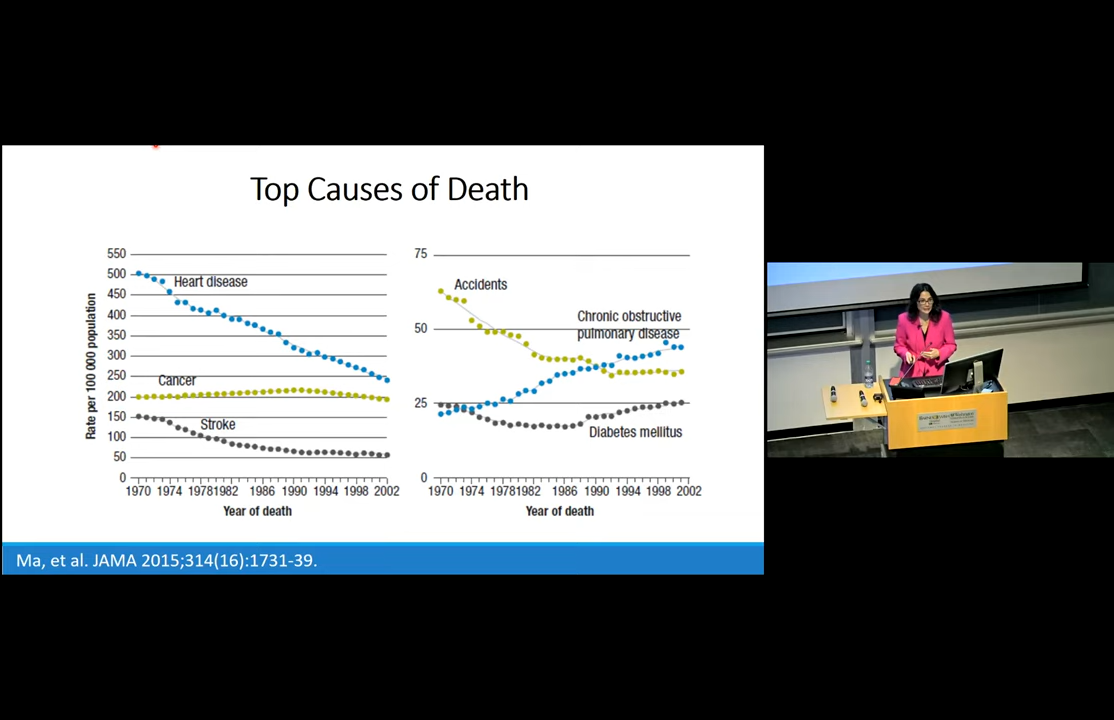 Top Causes of Death
550
500
450
400
350
300
250
200
150
100
50
0
Rate per 100 000 population
Heart disease
Cancer
Stroke
1970 1974 1978 1982 1986 1990 1994 1998 2002
Year of death
75
50
25
0
Accidents
Chronic obstructive
pulmonary disease
Diabetes mellitus
1970 1974 1978 1982 1986 1990 1994 1998 2002
Year of death
Ma, et al. JAMA 2015;314(16):1731-39.